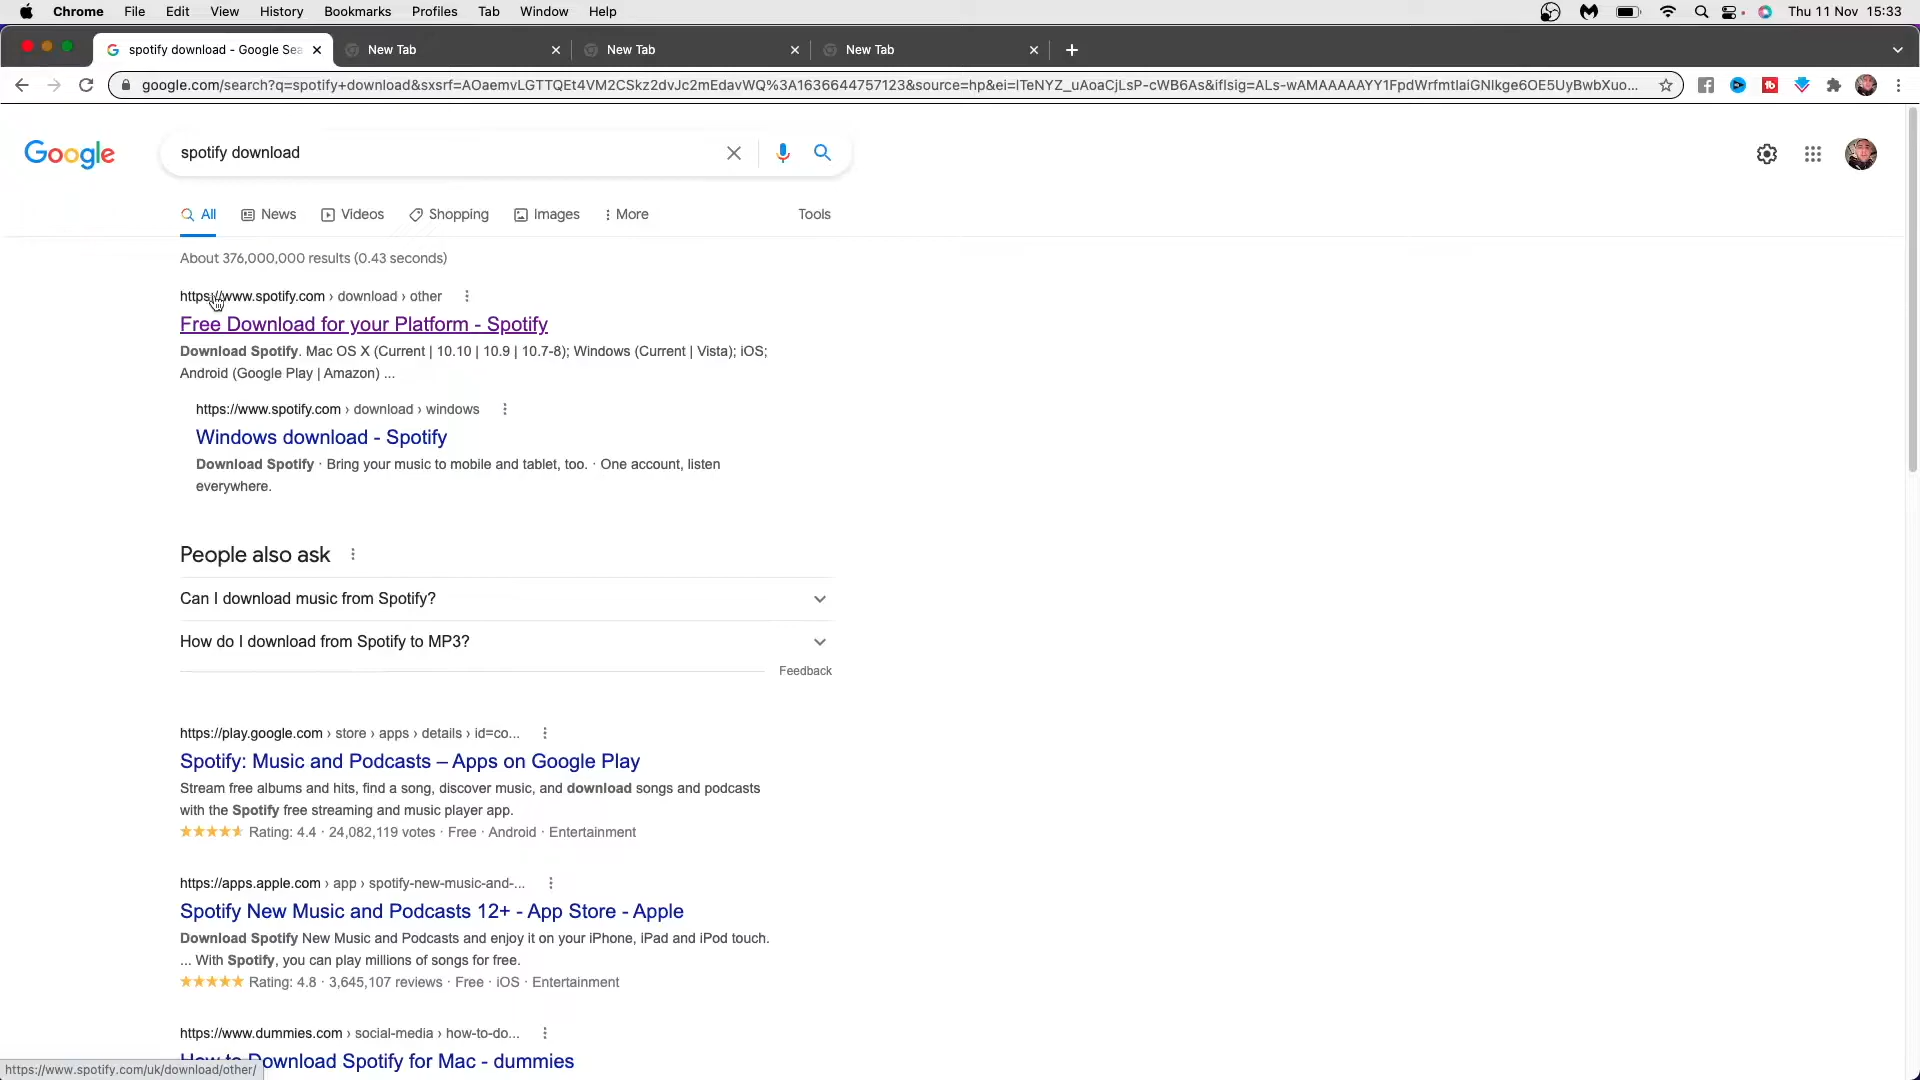 Chrome File Edit View History Bookmarks Profiles Tab Window Help Thu 11 Nov 15:33
spotify download - Google Sea New Tab New Tab New Tab
google.com/search?q=spotify+download&sxsrf=AOaemvLGTTQEt4VM2CSkz2dvJc2mEdavWQ%3A1636644757123&source=hp&ei=lTeNYZ_uAoaCjLsP-cWB6As&iflsig=ALs-wAMAAAAAYY1FpdWrfmtlaiGNlkge6OE5UyBwbXuo...
Google spotify download
All News Videos Shopping Images More Tools
About 376,000,000 results (0.43 seconds)
https://www.spotify.com › download › other
Free Download for your Platform - Spotify
Download Spotify. Mac OS X (Current | 10.10 | 10.9 | 10.7-8); Windows (Current | Vista); iOS;
Android (Google Play | Amazon) ...
https://www.spotify.com › download › windows
Windows download - Spotify
Download Spotify · Bring your music to mobile and tablet, too. · One account, listen
everywhere.
People also ask
Can I download music from Spotify?
How do I download from Spotify to MP3?
Feedback
https://play.google.com › store › apps › details › id=co...
Spotify: Music and Podcasts – Apps on Google Play
Stream free albums and hits, find a song, discover music, and download songs and podcasts
with the Spotify free streaming and music player app.
Rating: 4.4 · 24,082,119 votes · Free · Android · Entertainment
https://apps.apple.com › app › spotify-new-music-and-...
Spotify New Music and Podcasts 12+ - App Store - Apple
Download Spotify New Music and Podcasts and enjoy it on your iPhone, iPad and iPod touch.
... With Spotify, you can play millions of songs for free.
Rating: 4.8 · 3,645,107 reviews · Free · iOS · Entertainment
https://www.dummies.com › social-media › how-to-do...
How to Download Spotify for Mac - dummies
https://www.spotify.com/uk/download/other/